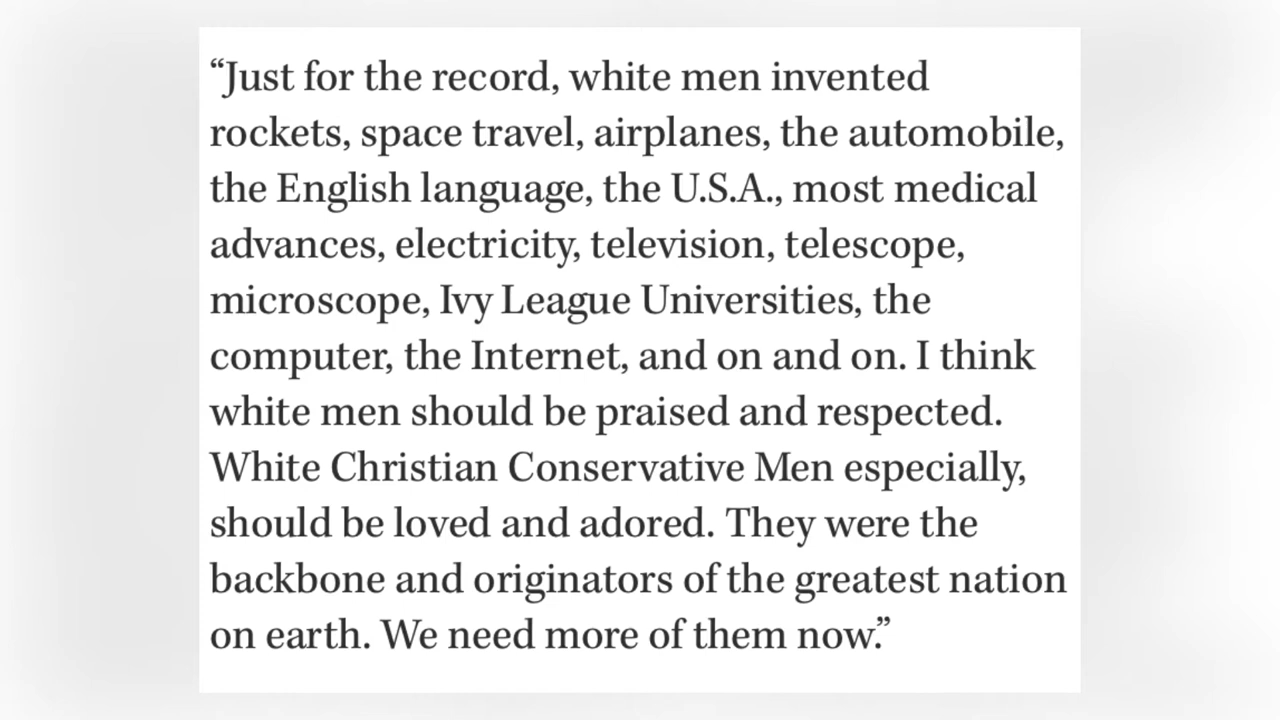 “Just for the record, white men invented
rockets, space travel, airplanes, the automobile,
the English language, the U.S.A., most medical
advances, electricity, television, telescope,
microscope, Ivy League Universities, the
computer, the Internet, and on and on. I think
white men should be praised and respected.
White Christian Conservative Men especially,
should be loved and adored. They were the
backbone and originators of the greatest nation
on earth. We need more of them now.”